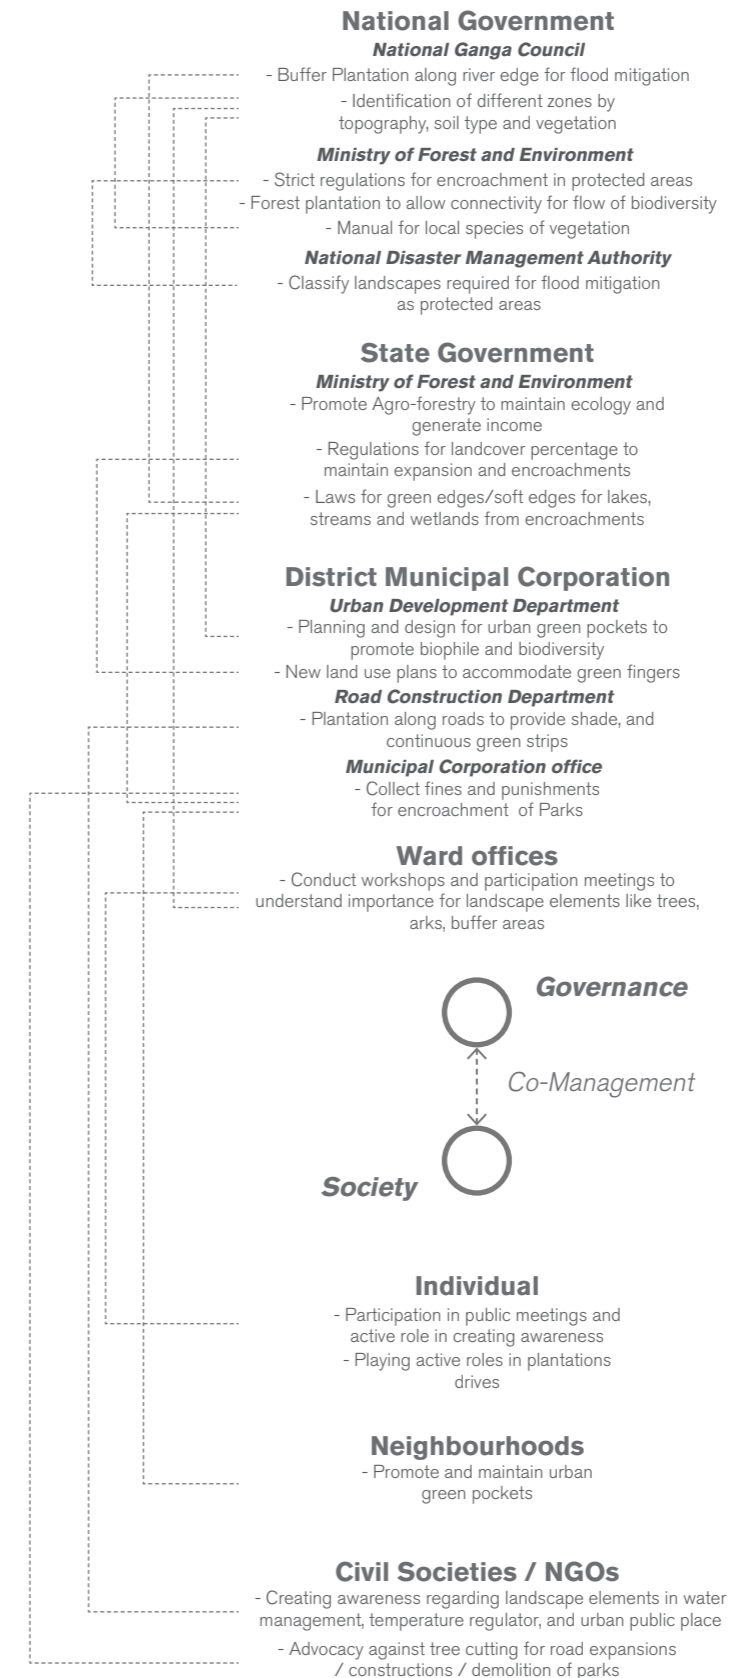 National Government
National Ganga Council
- Buffer Plantation along river edge for flood mitigation
- Identification of different zones by
topography, soil type and vegetation
Ministry of Forest and Environment
- Strict regulations for encroachment in protected areas
- Forest plantation to allow connectivity for flow of biodiversity
- Manual for local species of vegetation
National Disaster Management Authority
- Classify landscapes required for flood mitigation
as protected areas
State Government
Ministry of Forest and Environment
- Promote Agro-forestry to maintain ecology and
generate income
- Regulations for landcover percentage to
maintain expansion and encroachments
- Laws for green edges/soft edges for lakes,
streams and wetlands from encroachments
District Municipal Corporation
Urban Development Department
- Planning and design for urban green pockets to
promote biophile and biodiversity
- New land use plans to accommodate green fingers
Road Construction Department
- Plantation along roads to provide shade, and
continuous green strips
Municipal Corporation office
- Collect fines and punishments
for encroachment of Parks
Ward offices
- Conduct workshops and participation meetings to
understand importance for landscape elements like trees,
arks, buffer areas
Governance
Co-Management
Society
Individual
- Participation in public meetings and
active role in creating awareness
- Playing active roles in plantations
drives
Neighbourhoods
- Promote and maintain urban
green pockets
Civil Societies / NGOs
- Creating awareness regarding landscape elements in water
management, temperature regulator, and urban public place
- Advocacy against tree cutting for road expansions
/ constructions / demolition of parks